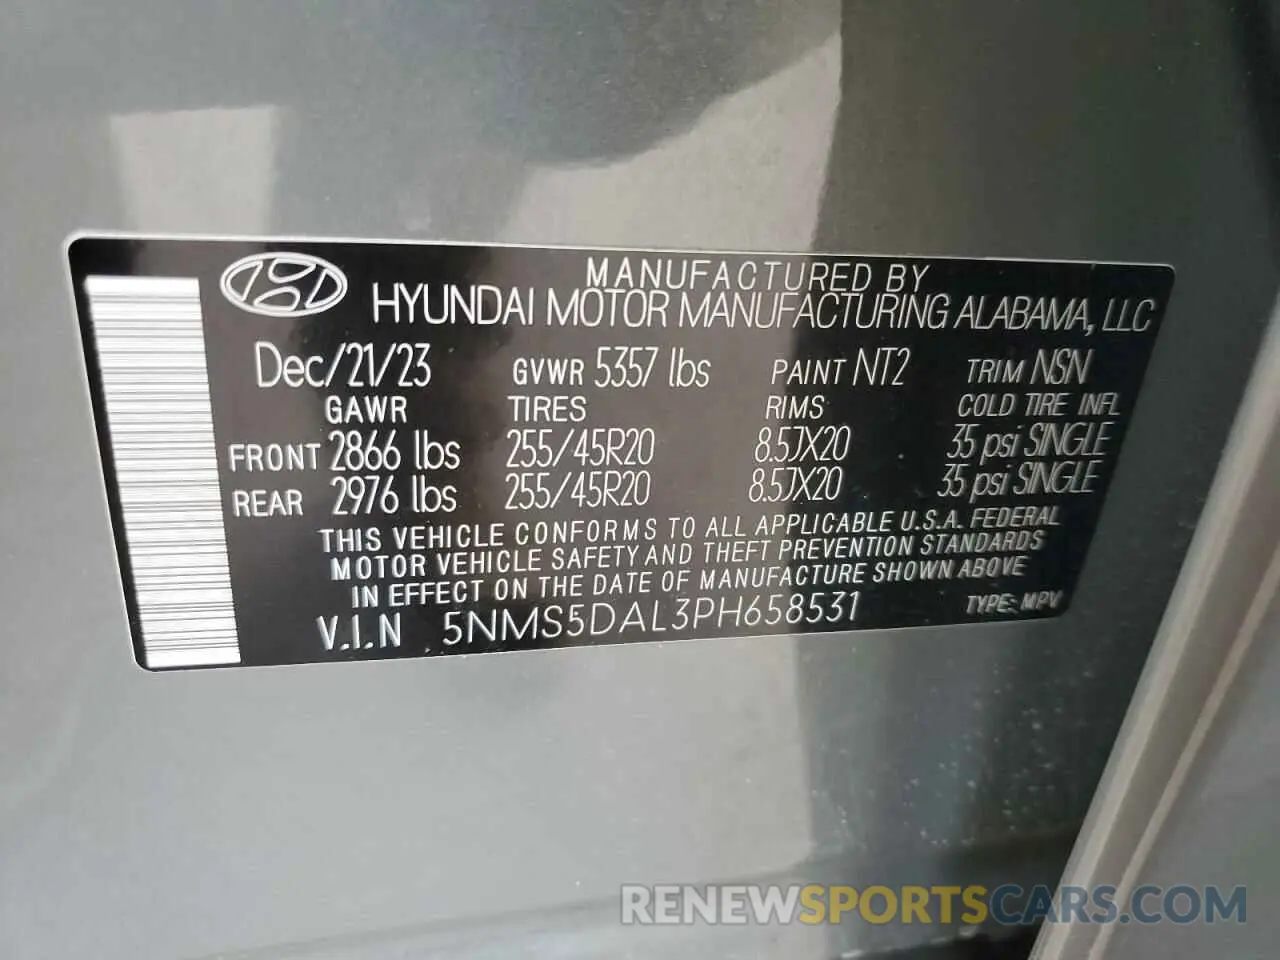 MANUFACTURED BY
HYUNDAI MOTOR MANUFACTURING ALABAMA, LLC
Dec/21/23 GVWR 5357 lbs PAINT NT2 TRIM NSN
GAWR TIRES RIMS COLD TIRE INFL
FRONT 2866 lbs 255/45R20 8.5JX20 35 psi SINGLE
REAR 2976 lbs 255/45R20 8.5JX20 35 psi SINGLE
THIS VEHICLE CONFORMS TO ALL APPLICABLE U.S.A. FEDERAL
MOTOR VEHICLE SAFETY AND THEFT PREVENTION STANDARDS
IN EFFECT ON THE DATE OF MANUFACTURE SHOWN ABOVE
V.I.N 5NMS5DAL3PH658531 TYPE: MPV
RENEWSPORTSCARS.COM